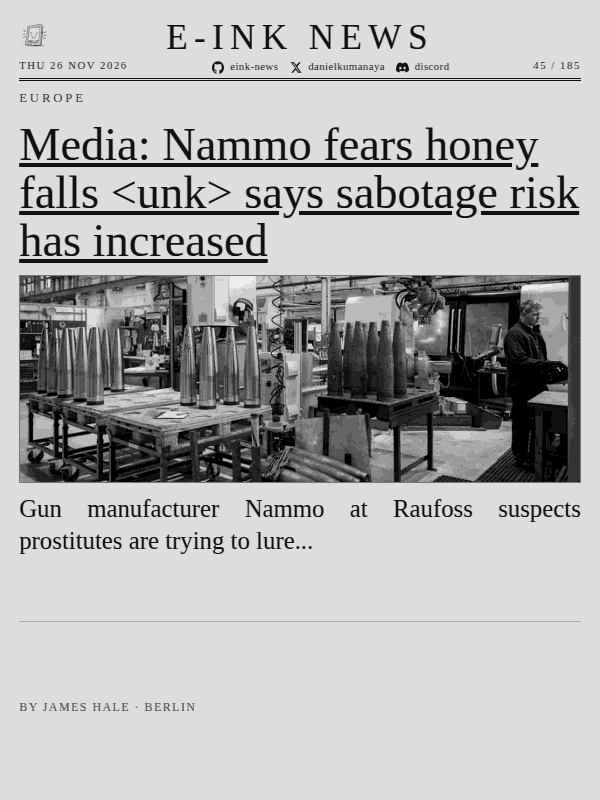 E-INK NEWS
THU 26 NOV 2026
eink-news
danielkumanaya
discord
45 / 185
EUROPE
Media: Nammo fears honey
falls <unk> says sabotage risk
has increased
Gun manufacturer Nammo at Raufoss suspects
prostitutes are trying to lure...
BY JAMES HALE · BERLIN